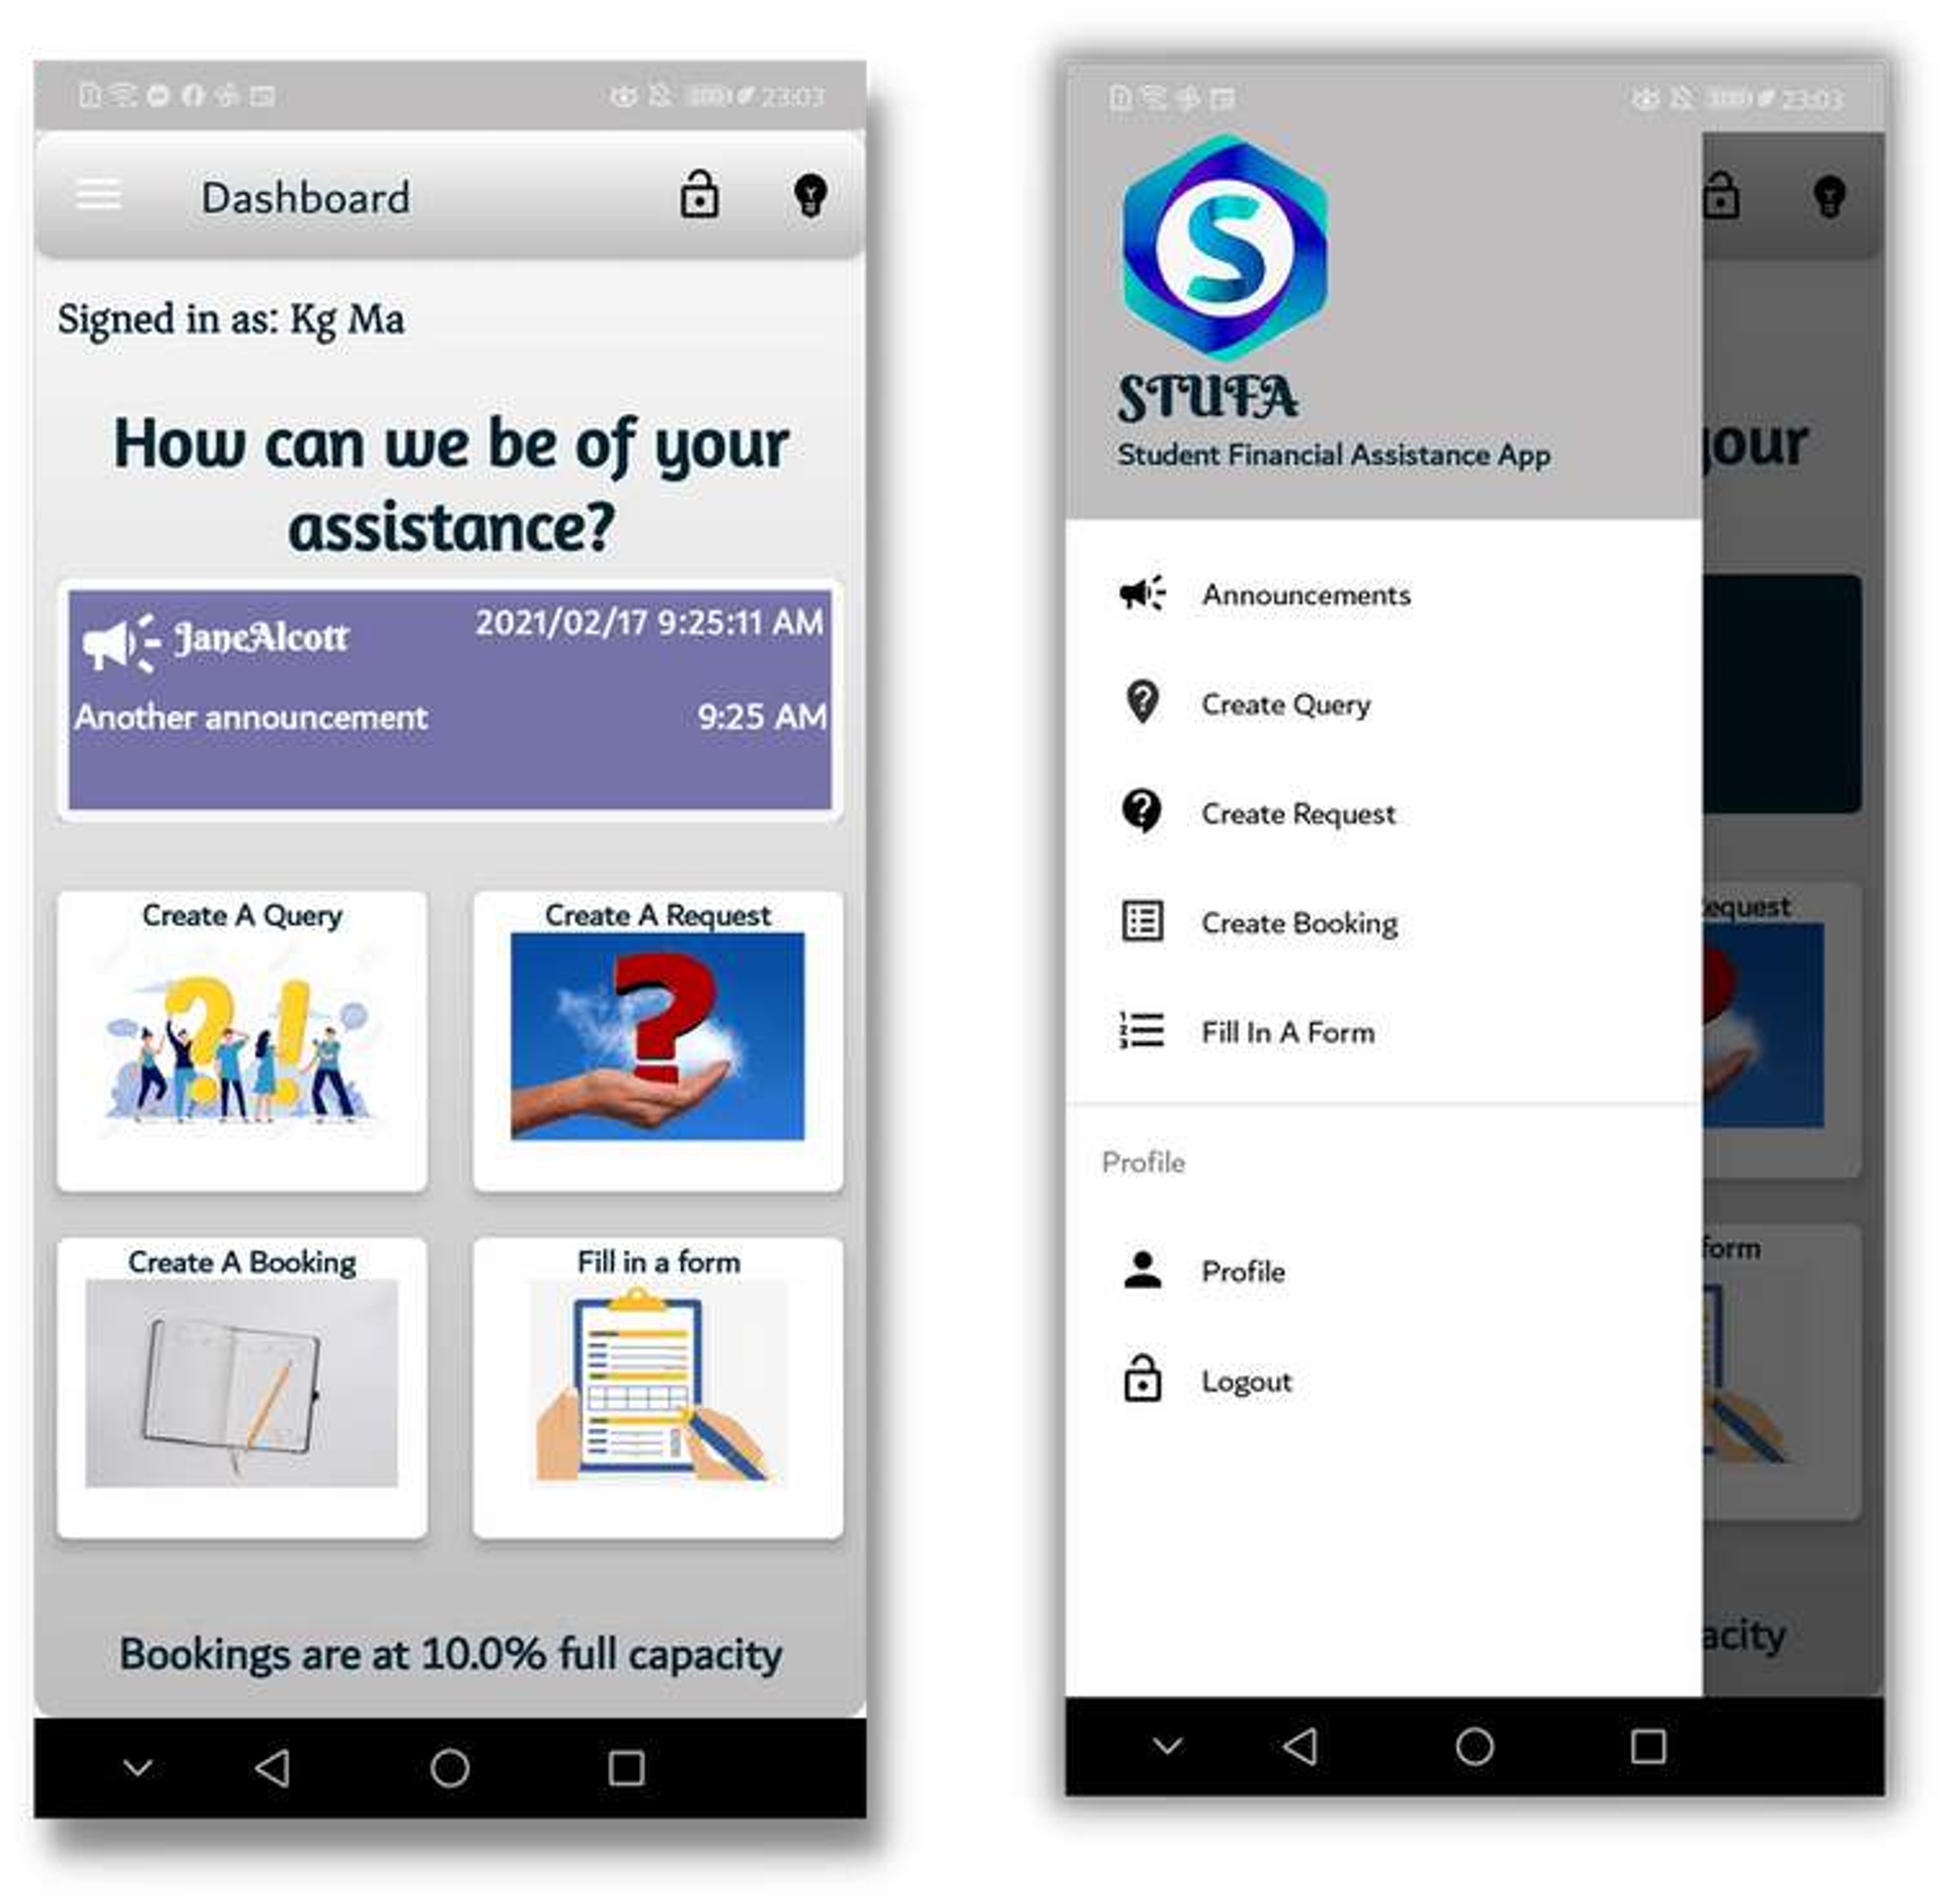 23:03
Dashboard
Signed in as: Kg Ma
How can we be of your
assistance?
JaneAlcott 2021/02/17 9:25:11 AM
Another announcement 9:25 AM
Create A Query
Create A Request
Create A Booking
Fill in a form
Bookings are at 10.0% full capacity
23:03
S
STUFA
Student Financial Assistance App
Announcements
Create Query
Create Request
Create Booking
Fill In A Form
Profile
Profile
Logout
our
equest
form
acity